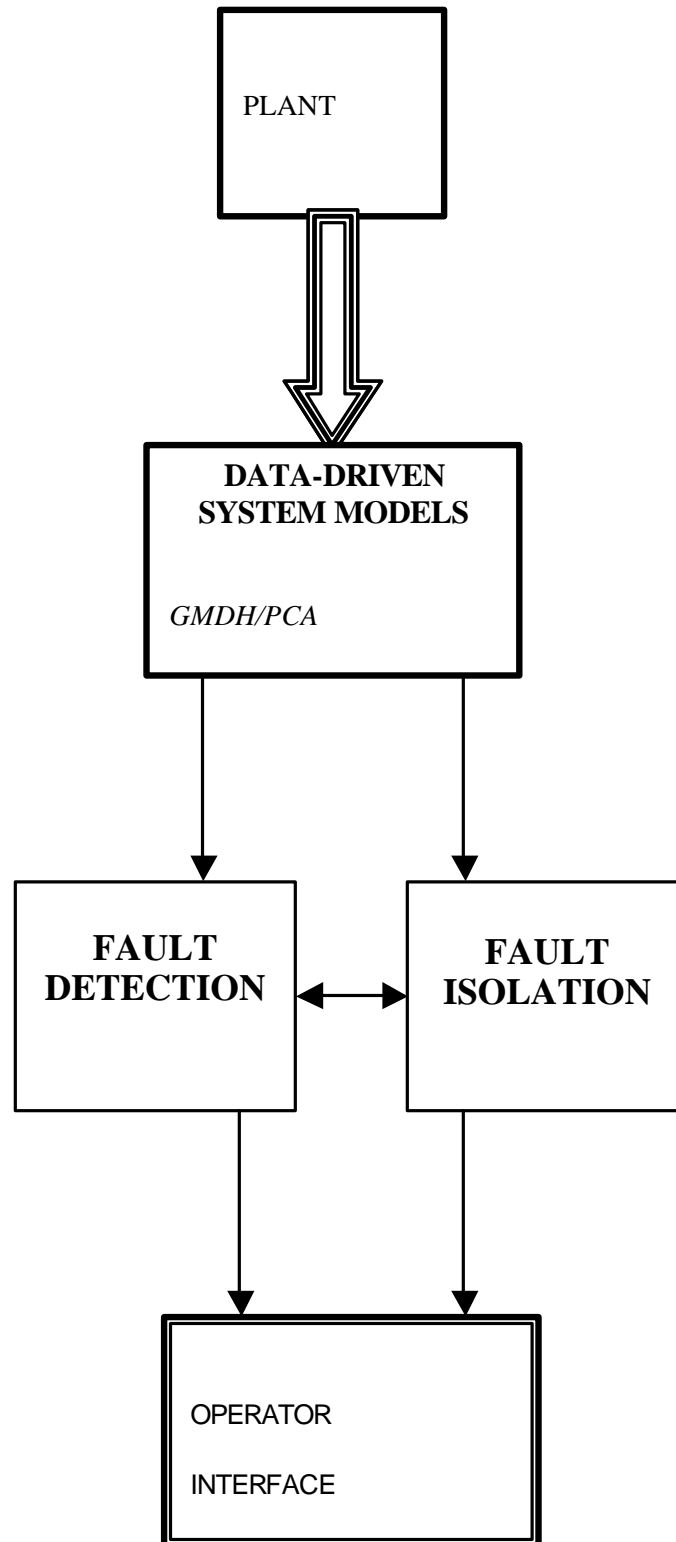 PLANT
DATA-DRIVEN
SYSTEM MODELS
GMDH/PCA
FAULT
DETECTION
FAULT
ISOLATION
OPERATOR
INTERFACE